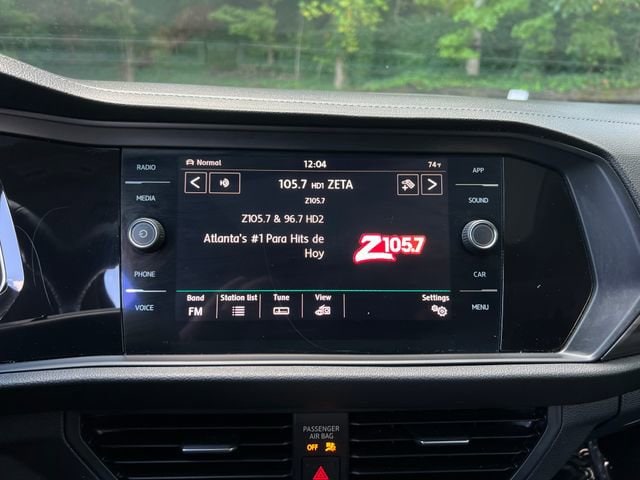 RADIO
MEDIA
PHONE
VOICE
Normal
12:04
74°F
105.7 HD1 ZETA
Z105.7
Z105.7 & 96.7 HD2
Atlanta's #1 Para Hits de
Hoy
Z105.7
Band
FM
Station list
Tune
View
Settings
APP
SOUND
CAR
MENU
PASSENGER
AIR BAG
OFF